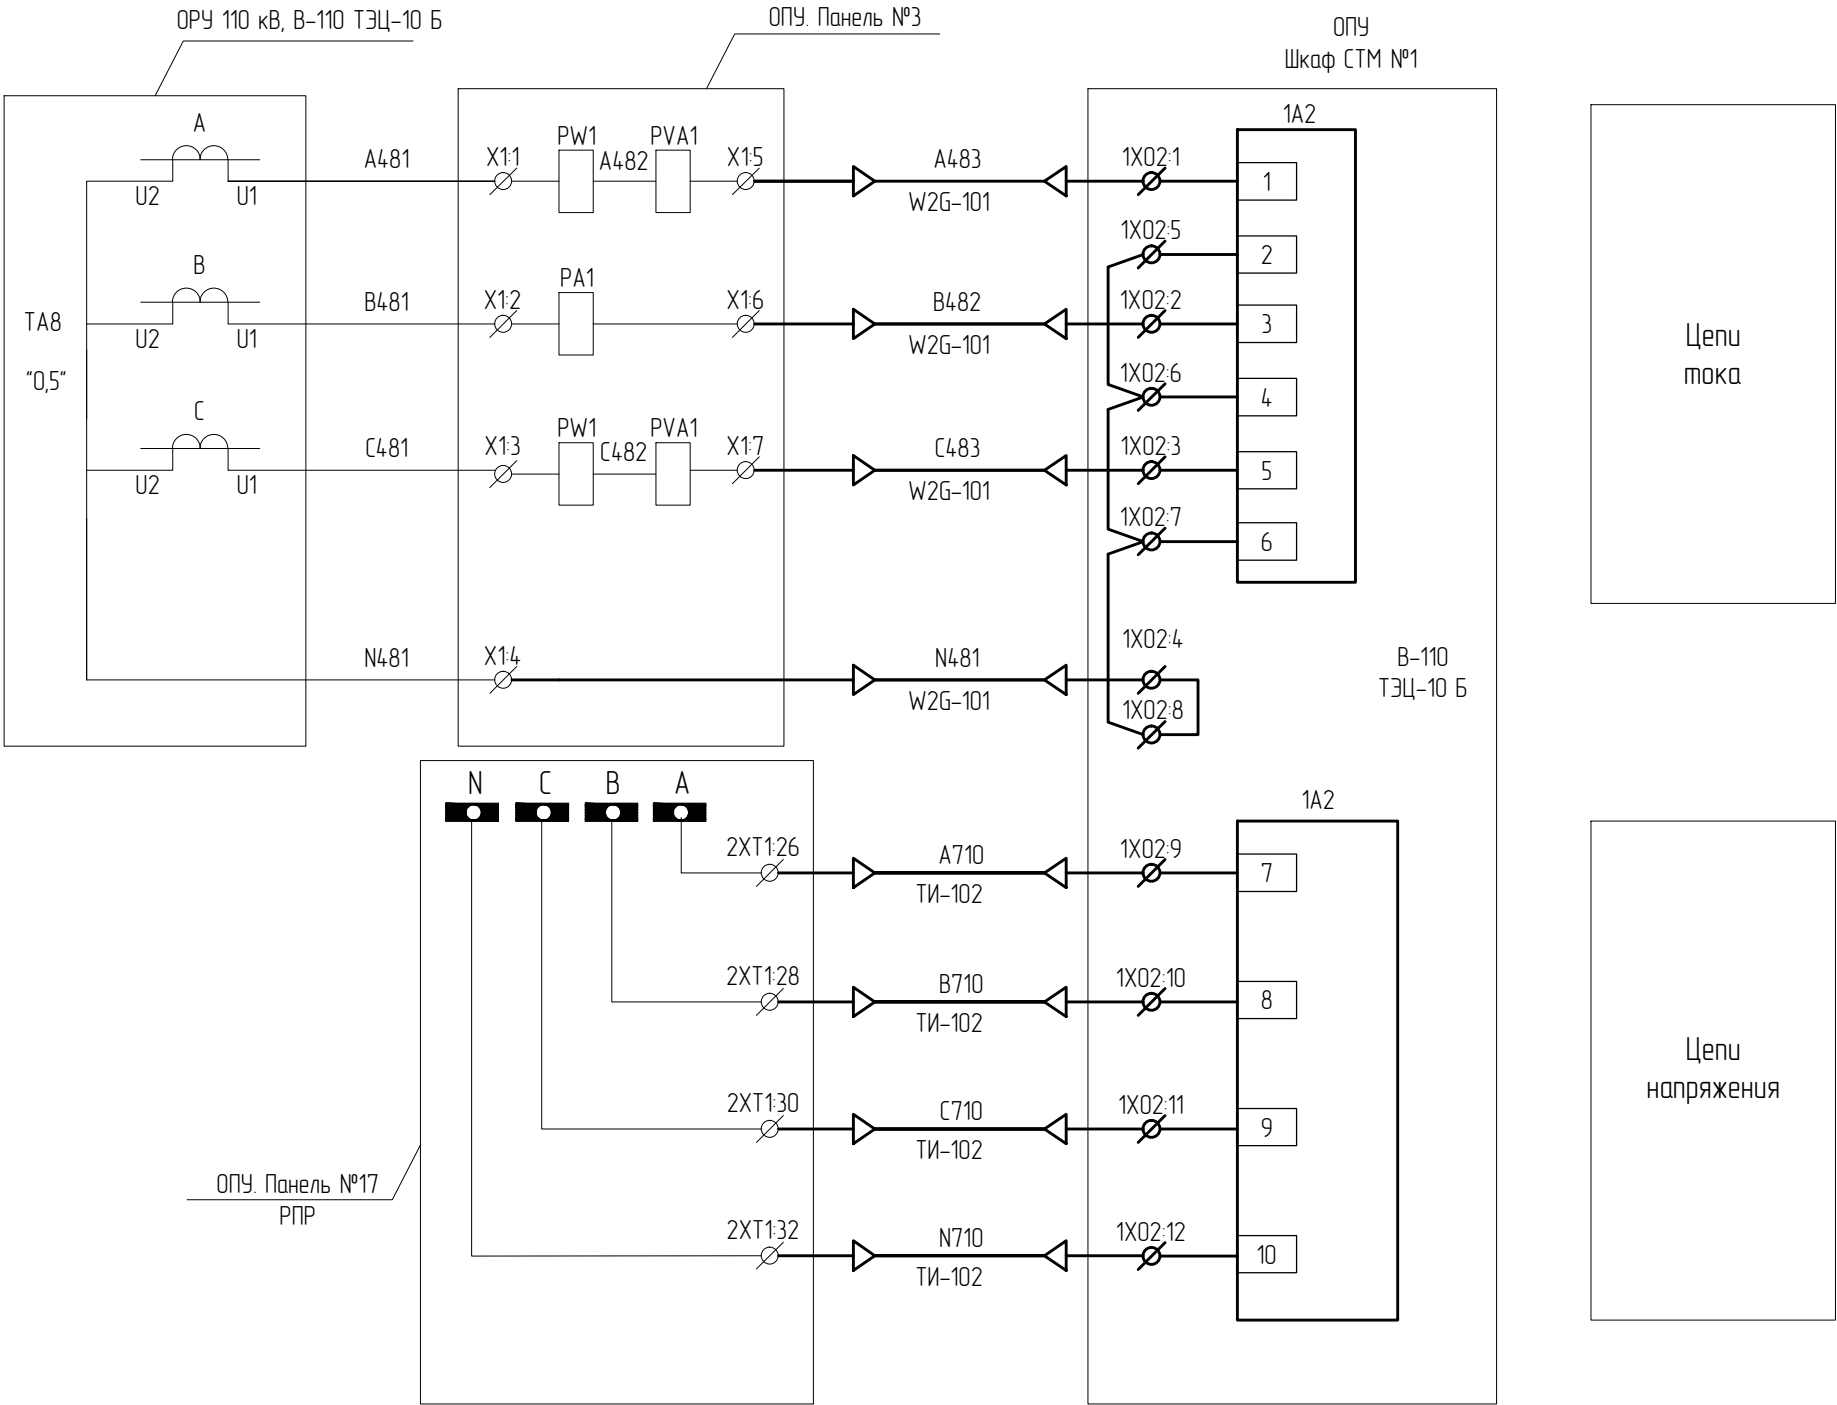 ОРУ 110 кВ, В-110 ТЭЦ-10 Б
ОПУ. Панель №3
ОПУ
Шкаф СТМ №1
1А2
A
A481
X1:1
PW1
A482
PVA1
X1:5
A483
1X02:1
1
U2
U1
W2G-101
1X02:5
2
B
PA1
TA8
B481
X1:2
X1:6
B482
1X02:2
3
U2
U1
W2G-101
"0,5"
1X02:6
4
C
C481
X1:3
PW1
C482
PVA1
X1:7
C483
1X02:3
5
U2
U1
W2G-101
1X02:7
6
Цепи
тока
N481
X1:4
N481
1X02:4
W2G-101
1X02:8
В-110
ТЭЦ-10 Б
N
C
B
A
1А2
2XT1:26
A710
1X02:9
7
ТИ-102
2XT1:28
B710
1X02:10
8
ТИ-102
2XT1:30
C710
1X02:11
9
ТИ-102
Цепи
напряжения
ОПУ. Панель №17
РПР
2XT1:32
N710
1X02:12
10
ТИ-102